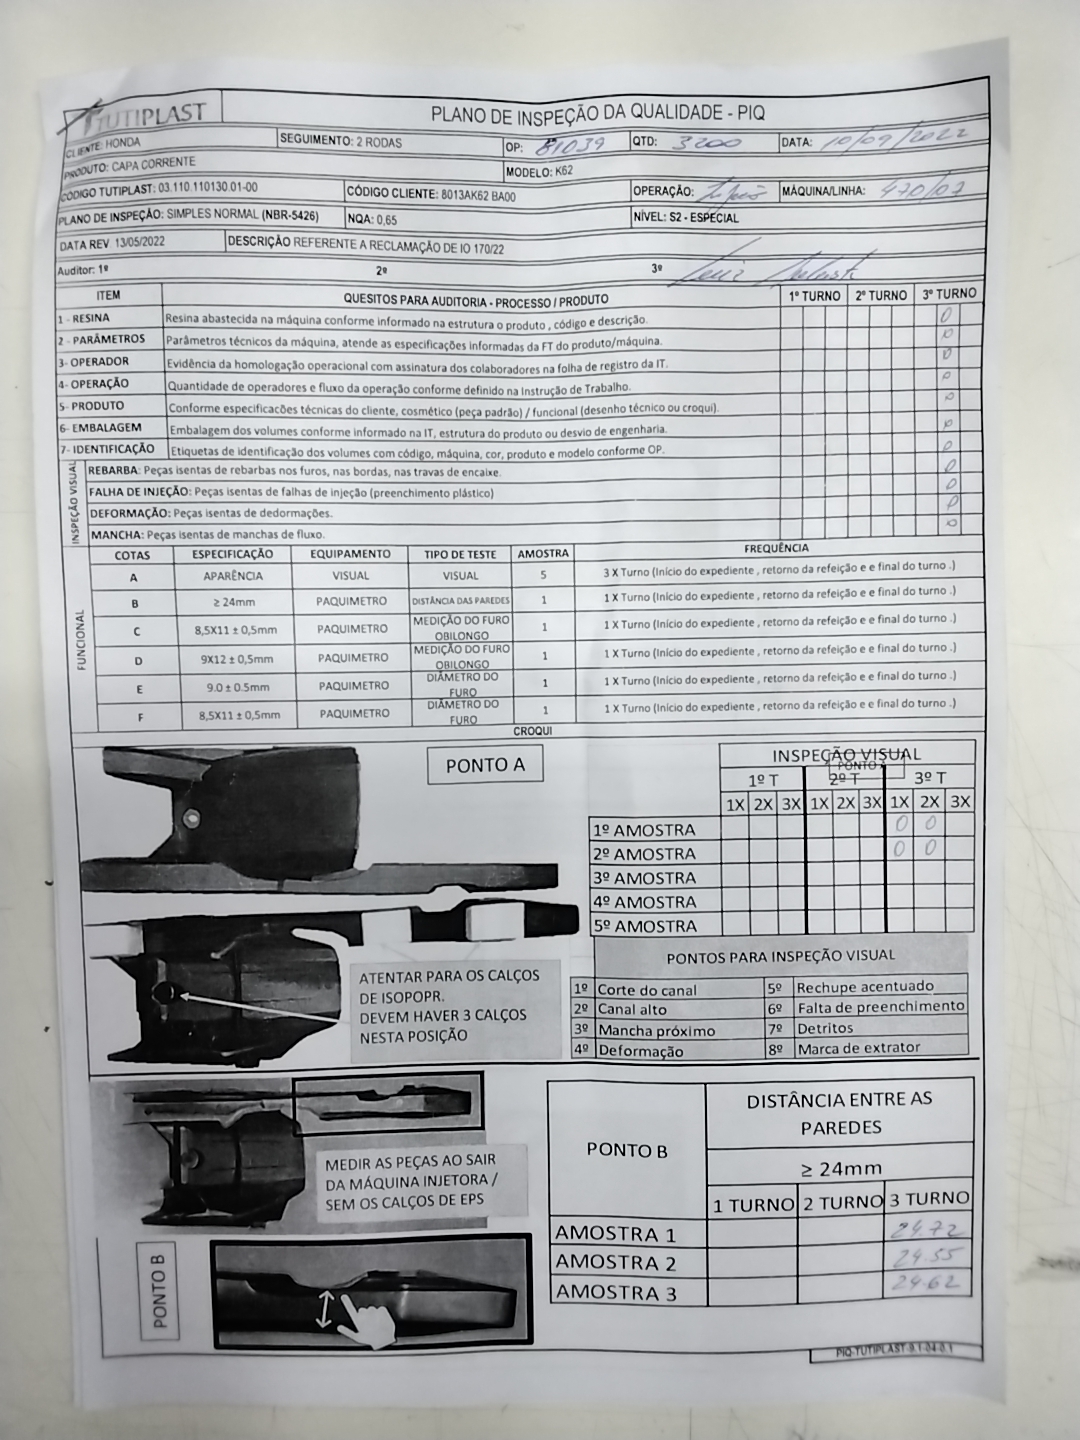 TUTIPLAST
PLANO DE INSPEÇÃO DA QUALIDADE - PIQ
CLIENTE: HONDA SEGUIMENTO: 2 RODAS OP: 81039 QTD: 3200 DATA: 10/09/2022
PRODUTO: CAPA CORRENTE MODELO: K62
CÓDIGO TUTIPLAST: 03.110.110130.01-00 CÓDIGO CLIENTE: 8013AK62 BA00 OPERAÇÃO: MÁQUINA/LINHA: 470/07
PLANO DE INSPEÇÃO: SIMPLES NORMAL (NBR-5426) NQA: 0,65 NÍVEL: S2 - ESPECIAL
DATA REV 13/05/2022 DESCRIÇÃO REFERENTE A RECLAMAÇÃO DE IO 170/22
Auditor: 1º 2º 3º
ITEM QUESITOS PARA AUDITORIA - PROCESSO / PRODUTO 1º TURNO 2º TURNO 3º TURNO
1 - RESINA Resina abastecida na máquina conforme informado na estrutura o produto , código e descrição. 0
2 - PARÂMETROS Parâmetros técnicos da máquina, atende as especificações informadas da FT do produto/máquina. 0
3- OPERADOR Evidência da homologação operacional com assinatura dos colaboradores na folha de registro da IT. 0
4- OPERAÇÃO Quantidade de operadores e fluxo da operação conforme definido na Instrução de Trabalho. 0
5- PRODUTO Conforme especificacões técnicas do cliente, cosmético (peça padrão) / funcional (desenho técnico ou croqui). 0
6- EMBALAGEM Embalagem dos volumes conforme informado na IT, estrutura do produto ou desvio de engenharia. 0
7- IDENTIFICAÇÃO Etiquetas de identificação dos volumes com código, máquina, cor, produto e modelo conforme OP. 0
INSPEÇÃO VISUAL
REBARBA: Peças isentas de rebarbas nos furos, nas bordas, nas travas de encaixe. 0
FALHA DE INJEÇÃO: Peças isentas de falhas de injeção (preenchimento plástico) 0
DEFORMAÇÃO: Peças isentas de dedormações. 0
MANCHA: Peças isentas de manchas de fluxo. 0
FUNCIONAL
COTAS ESPECIFICAÇÃO EQUIPAMENTO TIPO DE TESTE AMOSTRA FREQUÊNCIA
A APARÊNCIA VISUAL VISUAL 5 3 X Turno (Início do expediente , retorno da refeição e e final do turno .)
B ≥ 24mm PAQUIMETRO DISTÂNCIA DAS PAREDES 1 1 X Turno (Início do expediente , retorno da refeição e e final do turno .)
C 8,5X11 ± 0,5mm PAQUIMETRO MEDIÇÃO DO FURO OBILONGO 1 1 X Turno (Início do expediente , retorno da refeição e e final do turno .)
D 9X12 ± 0,5mm PAQUIMETRO MEDIÇÃO DO FURO OBILONGO 1 1 X Turno (Início do expediente , retorno da refeição e e final do turno .)
E 9.0 ± 0.5mm PAQUIMETRO DIÂMETRO DO FURO 1 1 X Turno (Início do expediente , retorno da refeição e e final do turno .)
F 8,5X11 ± 0,5mm PAQUIMETRO DIÂMETRO DO FURO 1 1 X Turno (Início do expediente , retorno da refeição e e final do turno .)
CROQUI
PONTO A
INSPEÇÃO VISUAL
PONTO
1º T 2º T 3º T
1X 2X 3X 1X 2X 3X 1X 2X 3X
1º AMOSTRA 0 0
2º AMOSTRA 0 0
3º AMOSTRA
4º AMOSTRA
5º AMOSTRA
ATENTAR PARA OS CALÇOS
DE ISOPOPR.
DEVEM HAVER 3 CALÇOS
NESTA POSIÇÃO
PONTOS PARA INSPEÇÃO VISUAL
1º Corte do canal 5º Rechupe acentuado
2º Canal alto 6º Falta de preenchimento
3º Mancha próximo 7º Detritos
4º Deformação 8º Marca de extrator
MEDIR AS PEÇAS AO SAIR
DA MÁQUINA INJETORA /
SEM OS CALÇOS DE EPS
PONTO B
PONTO B
DISTÂNCIA ENTRE AS
PAREDES
≥ 24mm
1 TURNO 2 TURNO 3 TURNO
AMOSTRA 1 24.72
AMOSTRA 2 24.55
AMOSTRA 3 24.62
PIQ-TUTIPLAST-9.1-04-0.1